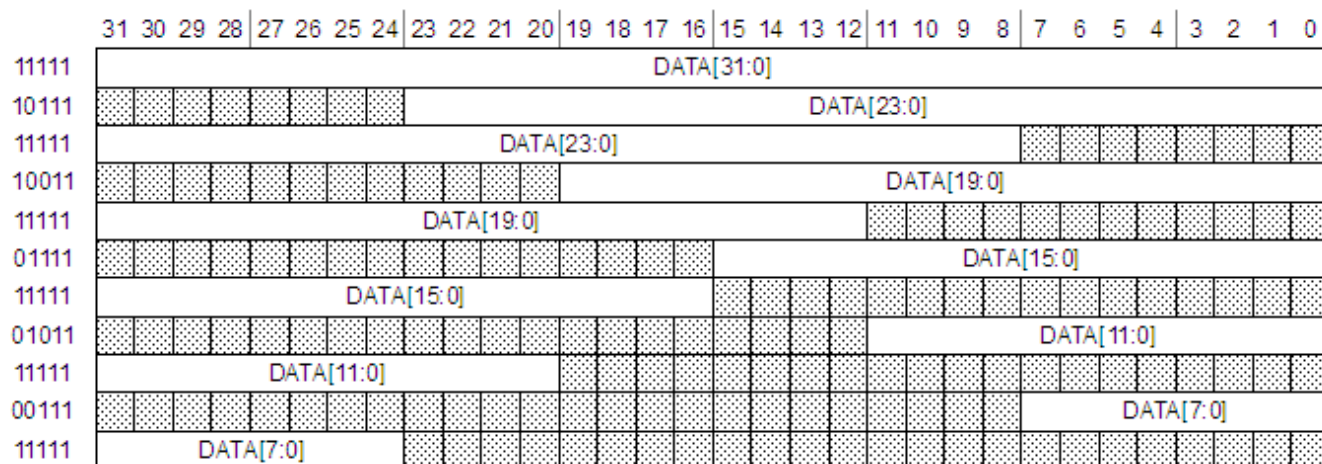 31 30 29 28 27 26 25 24 23 22 21 20 19 18 17 16 15 14 13 12 11 10 9 8 7 6 5 4 3 2 1 0
11111 DATA[31:0]
10111 DATA[23:0]
11111 DATA[23:0]
10011 DATA[19:0]
11111 DATA[19:0]
01111 DATA[15:0]
11111 DATA[15:0]
01011 DATA[11:0]
11111 DATA[11:0]
00111 DATA[7:0]
11111 DATA[7:0]